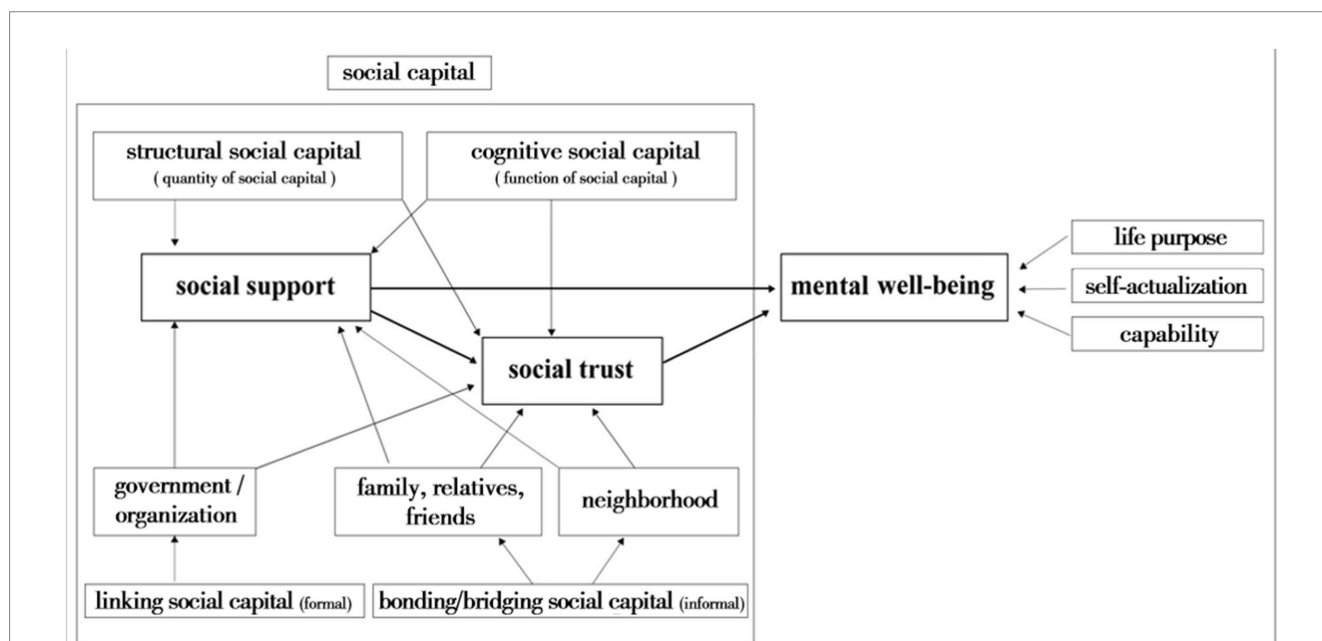 social capital
structural social capital
( quantity of social capital )
cognitive social capital
( function of social capital )
social support
mental well-being
life purpose
self-actualization
capability
social trust
government /
organization
family, relatives,
friends
neighborhood
linking social capital (formal)
bonding/bridging social capital (informal)